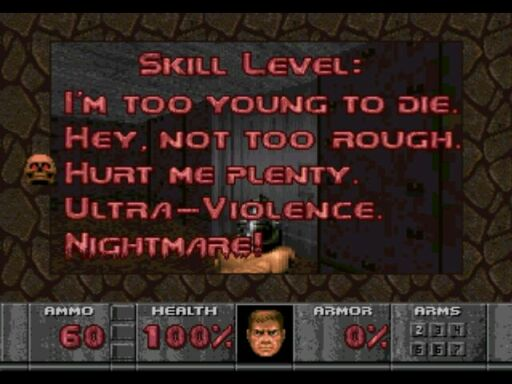 Skill Level:
I'm too young to die.
Hey, not too rough.
Hurt me plenty.
Ultra-Violence.
Nightmare!
AMMO HEALTH ARMOR ARMS
60 100% 0% 2 3 4
5 6 7